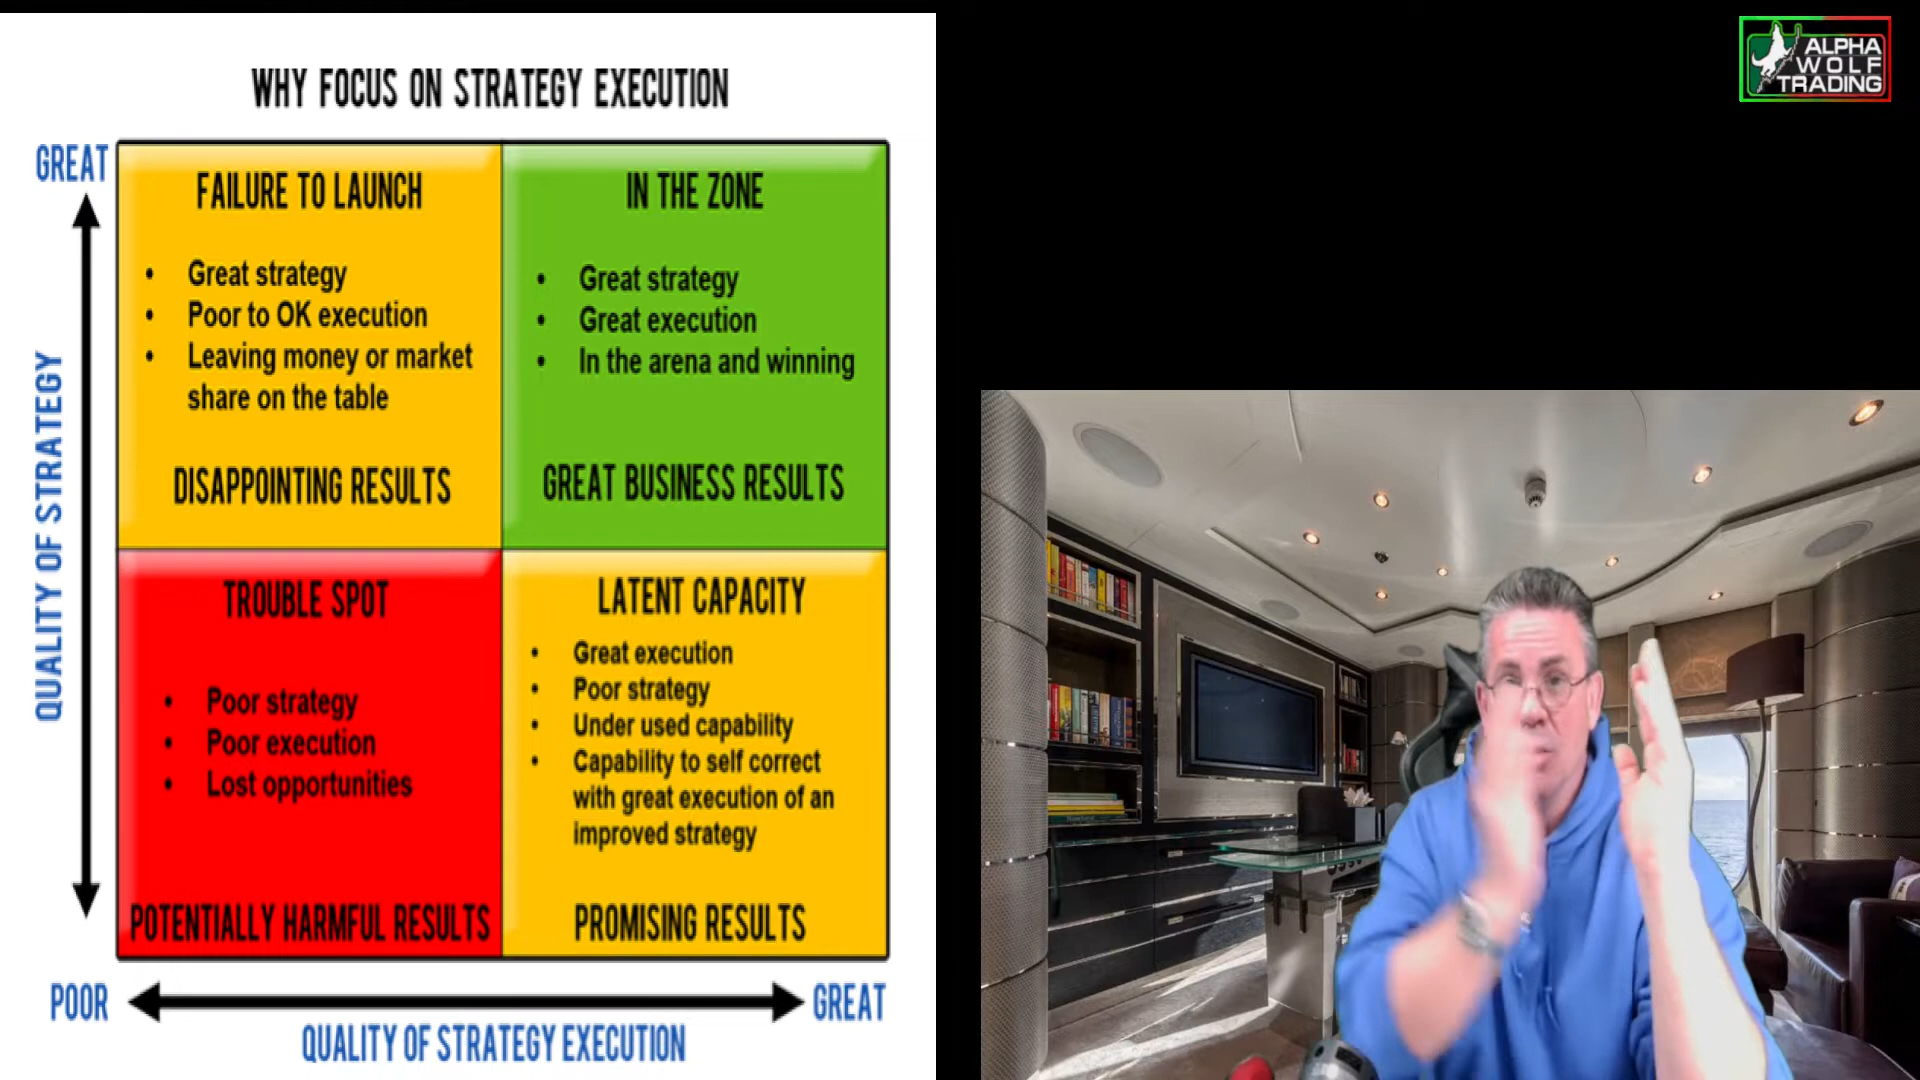 WHY FOCUS ON STRATEGY EXECUTION
GREAT
QUALITY OF STRATEGY
FAILURE TO LAUNCH
• Great strategy
• Poor to OK execution
• Leaving money or market
share on the table
DISAPPOINTING RESULTS
IN THE ZONE
• Great strategy
• Great execution
• In the arena and winning
GREAT BUSINESS RESULTS
TROUBLE SPOT
• Poor strategy
• Poor execution
• Lost opportunities
POTENTIALLY HARMFUL RESULTS
LATENT CAPACITY
• Great execution
• Poor strategy
• Under used capability
• Capability to self correct
with great execution of an
improved strategy
PROMISING RESULTS
POOR
GREAT
QUALITY OF STRATEGY EXECUTION
ALPHA
WOLF
TRADING